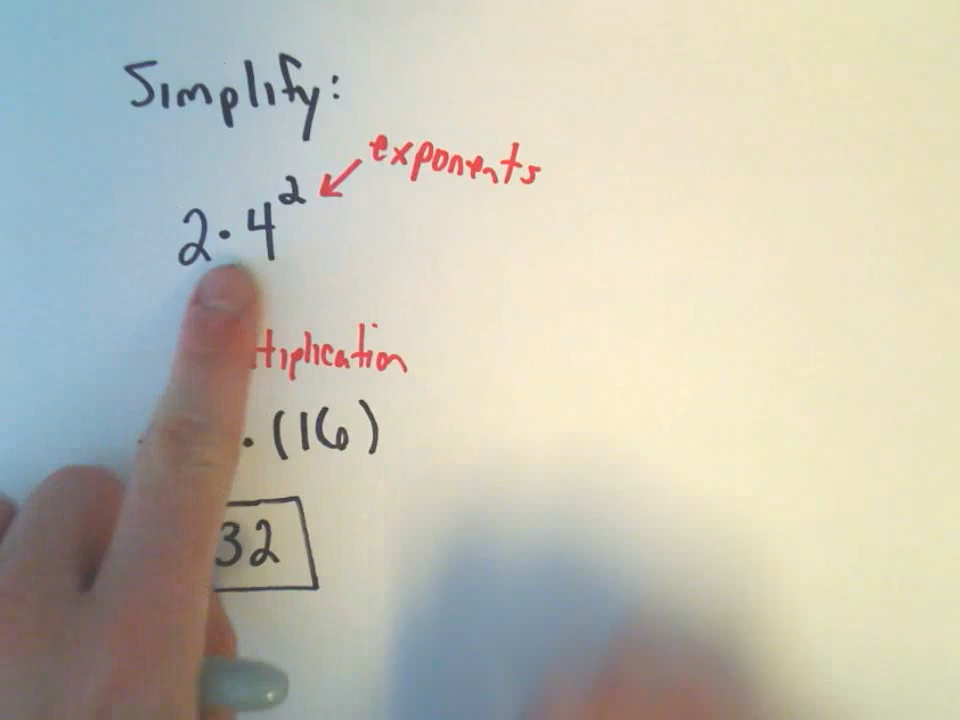 Simplify:
exponents
2·4²
tiplication
· (16)
32